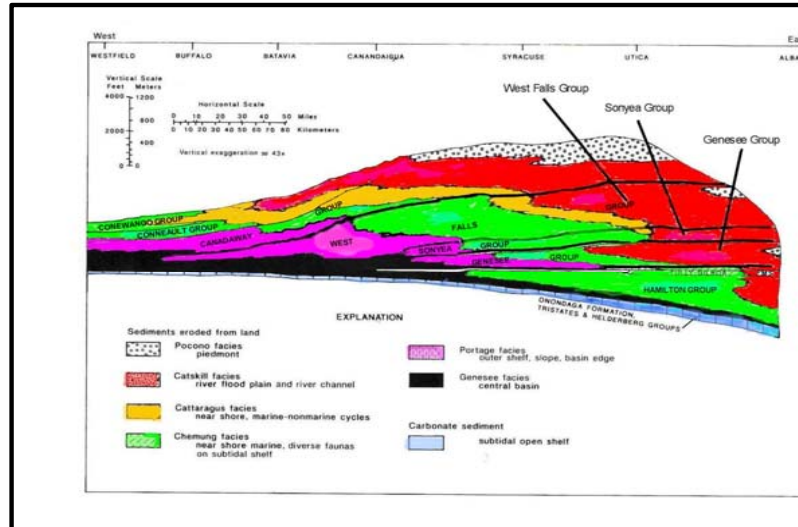 West
Ea
WESTFIELD BUFFALO BATAVIA CANANDAIGUA SYRACUSE UTICA ALBA
Vertical Scale
Feet Meters
4000 1200
800
2000
400
0 0
Horizontal Scale
0 10 20 30 40 50 Miles
0 10 20 30 40 50 60 70 80 Kilometers
Vertical exaggeration 43x
West Falls Group
Sonyea Group
Genesee Group
CONEWANGO GROUP
CONNEAULT GROUP
CANADAWAY GROUP
WEST FALLS GROUP
SONYEA GROUP
GENESEE GROUP
HAMILTON GROUP
ONONDAGA FORMATION,
TRISTATES & HELDERBERG GROUPS
EXPLANATION
Sediments eroded from land
Pocono facies
piedmont
Catskill facies
river flood plain and river channel
Cattaragus facies
near shore, marine-nonmarine cycles
Chemung facies
near shore marine, diverse faunas
on subtidal shelf
Portage facies
outer shelf, slope, basin edge
Genesee facies
central basin
Carbonate sediment
subtidal open shelf